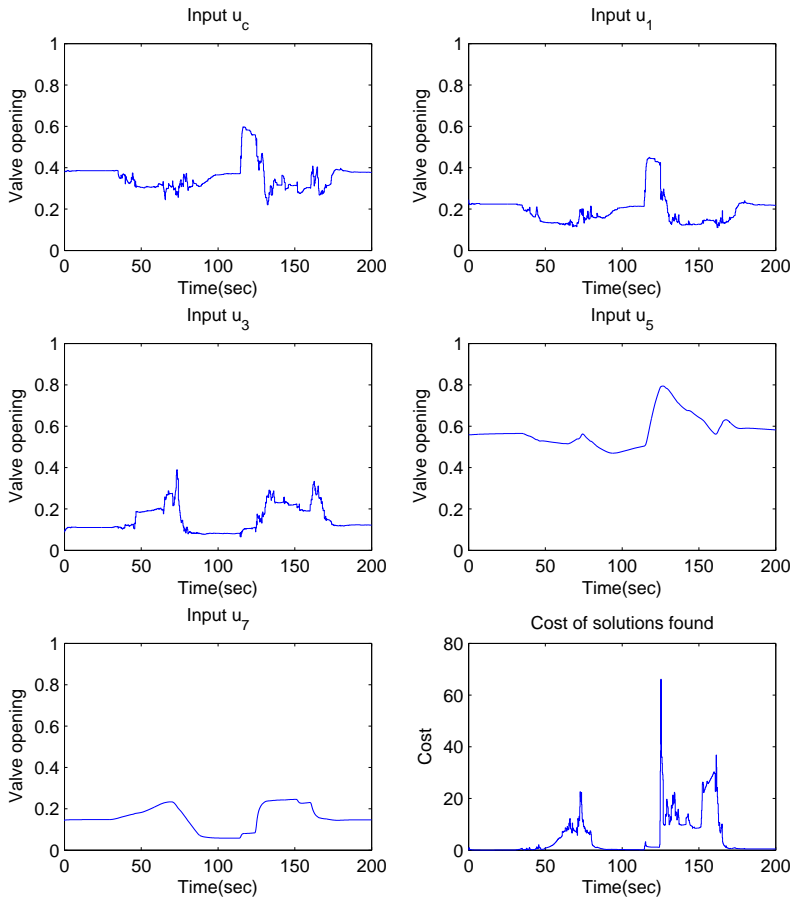 Input u_c
Valve opening
1
0.8
0.6
0.4
0.2
0
0 50 100 150 200
Time(sec)
Input u_1
Valve opening
1
0.8
0.6
0.4
0.2
0
0 50 100 150 200
Time(sec)
Input u_3
Valve opening
1
0.8
0.6
0.4
0.2
0
0 50 100 150 200
Time(sec)
Input u_5
Valve opening
1
0.8
0.6
0.4
0.2
0
0 50 100 150 200
Time(sec)
Input u_7
Valve opening
1
0.8
0.6
0.4
0.2
0
0 50 100 150 200
Time(sec)
Cost of solutions found
Cost
80
60
40
20
0
0 50 100 150 200
Time(sec)